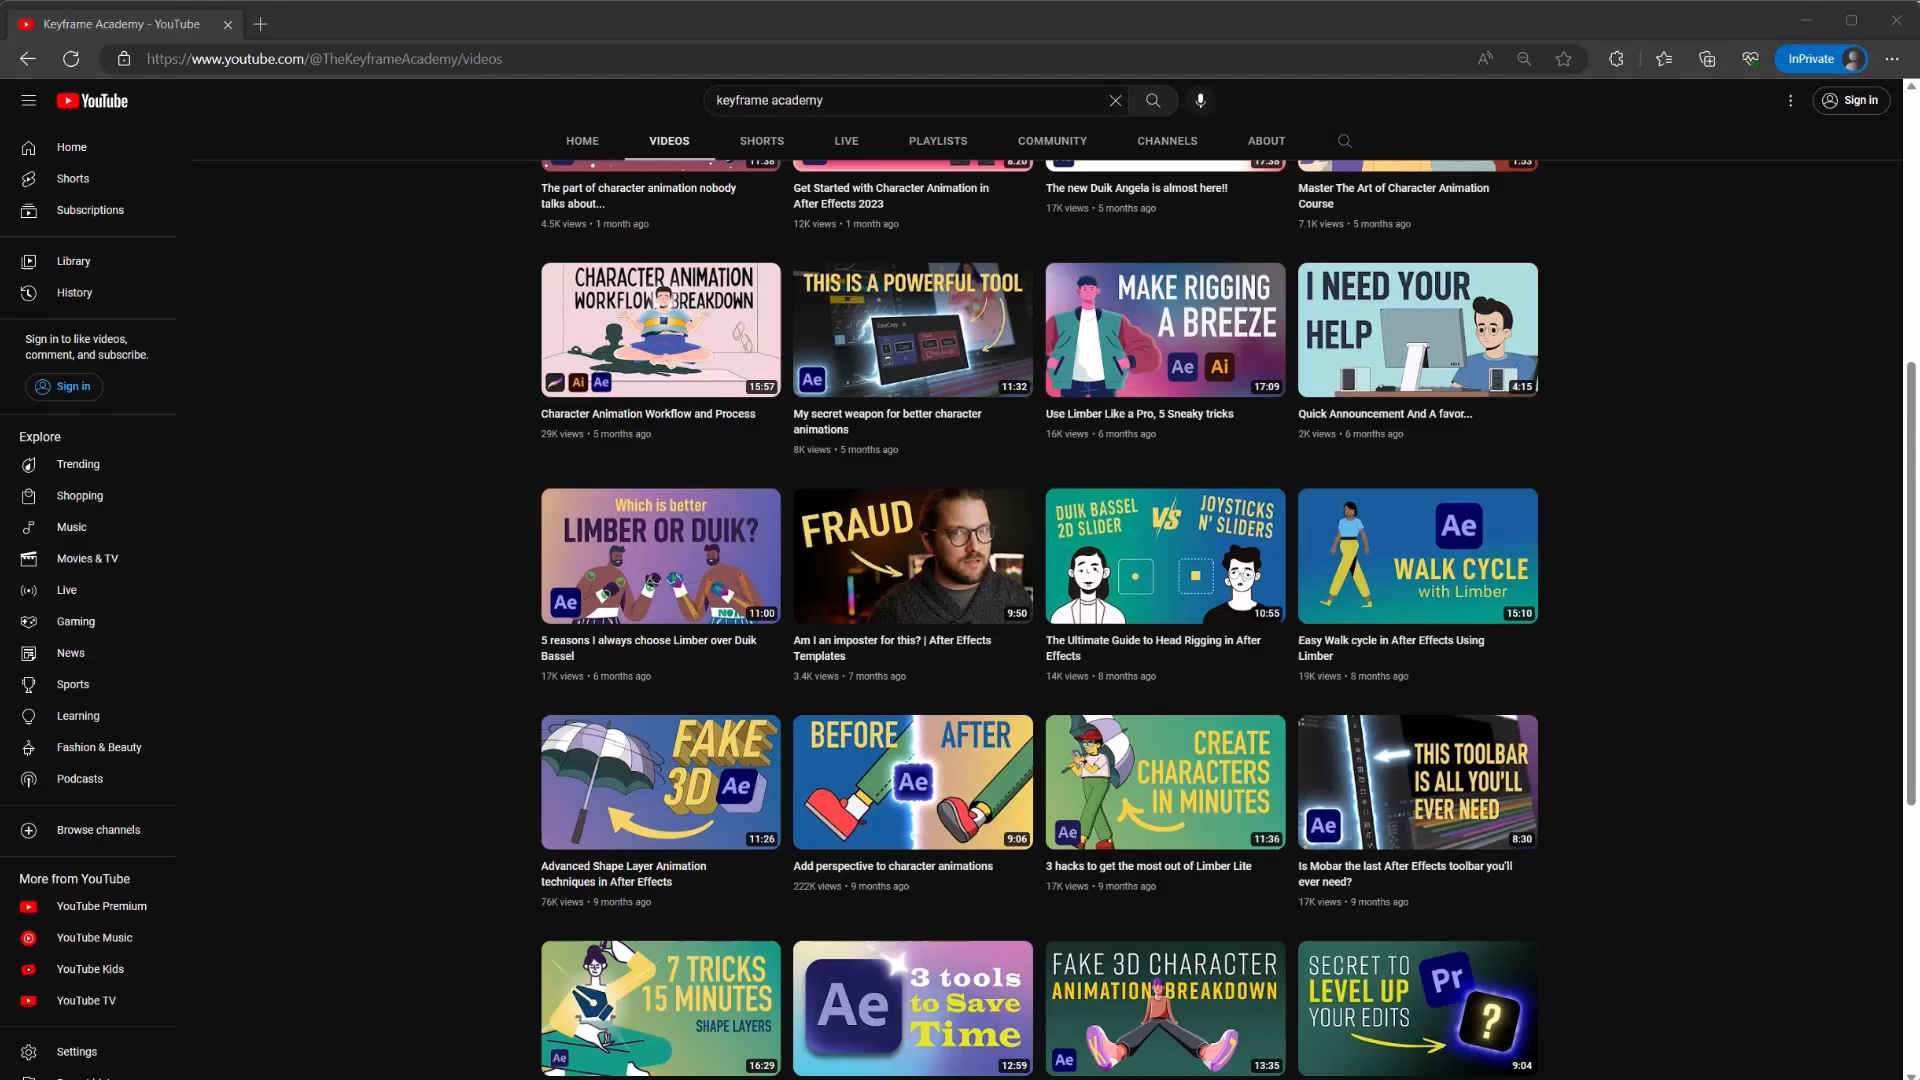 Keyframe Academy - YouTube
https://www.youtube.com/@TheKeyframeAcademy/videos
InPrivate
YouTube
keyframe academy
Sign in
HOME
VIDEOS
SHORTS
LIVE
PLAYLISTS
COMMUNITY
CHANNELS
ABOUT
Home
Shorts
Subscriptions
Library
History
Sign in to like videos,
comment, and subscribe.
Sign in
Explore
Trending
Shopping
Music
Movies & TV
Live
Gaming
News
Sports
Learning
Fashion & Beauty
Podcasts
Browse channels
More from YouTube
YouTube Premium
YouTube Music
YouTube Kids
YouTube TV
Settings
11:38
The part of character animation nobody
talks about...
4.5K views • 1 month ago
8:20
Get Started with Character Animation in
After Effects 2023
12K views • 1 month ago
17:38
The new Duik Angela is almost here!!
17K views • 5 months ago
1:53
Master The Art of Character Animation
Course
7.1K views • 5 months ago
CHARACTER ANIMATION
WORKFLOW BREAKDOWN
Ai Ae
15:57
Character Animation Workflow and Process
29K views • 5 months ago
THIS IS A POWERFUL TOOL
Ae
11:32
My secret weapon for better character
animations
8K views • 5 months ago
MAKE RIGGING
A BREEZE
Ae Ai
17:09
Use Limber Like a Pro, 5 Sneaky tricks
16K views • 6 months ago
I NEED YOUR
HELP
4:15
Quick Announcement And A favor...
2K views • 6 months ago
Which is better
LIMBER OR DUIK?
Ae
11:00
5 reasons I always choose Limber over Duik
Bassel
17K views • 6 months ago
FRAUD
9:50
Am I an imposter for this? | After Effects
Templates
3.4K views • 7 months ago
DUIK BASSEL
2D SLIDER
VS
JOYSTICKS
N' SLIDERS
10:55
The Ultimate Guide to Head Rigging in After
Effects
14K views • 8 months ago
Ae
WALK CYCLE
with Limber
15:10
Easy Walk cycle in After Effects Using
Limber
19K views • 8 months ago
FAKE
3D Ae
11:26
Advanced Shape Layer Animation
techniques in After Effects
76K views • 9 months ago
BEFORE AFTER
Ae
9:06
Add perspective to character animations
222K views • 9 months ago
CREATE
CHARACTERS
IN MINUTES
Ae
11:36
3 hacks to get the most out of Limber Lite
17K views • 9 months ago
THIS TOOLBAR
IS ALL YOU'LL
EVER NEED
Ae
8:30
Is Mobar the last After Effects toolbar you'll
ever need?
17K views • 9 months ago
7 TRICKS
15 MINUTES
SHAPE LAYERS
Ae
16:29
Ae
3 tools
to Save
Time
12:59
FAKE 3D CHARACTER
ANIMATION BREAKDOWN
Ae
13:35
SECRET TO
LEVEL UP
YOUR EDITS
Pr
?
9:04